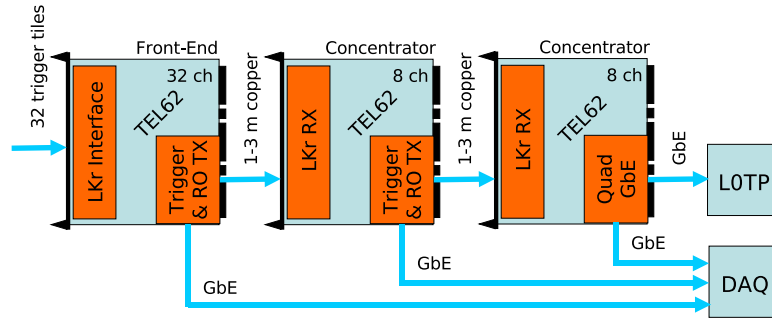 32 trigger tiles
Front-End
32 ch
TEL62
LKr Interface
Trigger
& RO TX
1-3 m copper
Concentrator
8 ch
TEL62
LKr RX
Trigger
& RO TX
1-3 m copper
Concentrator
8 ch
TEL62
LKr RX
Quad
GbE
GbE
L0TP
GbE
GbE
GbE
DAQ